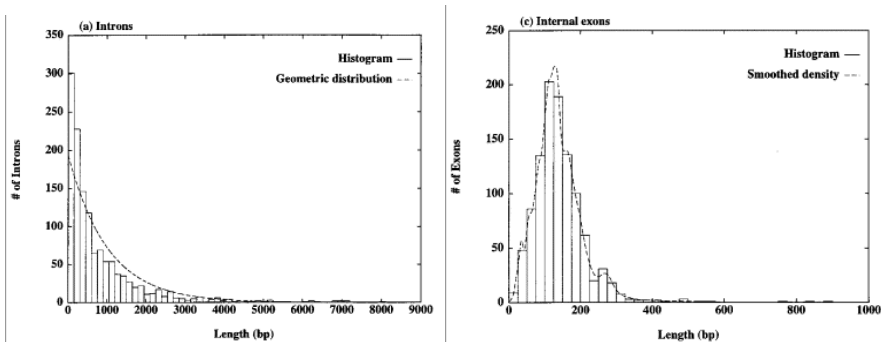 (a) Introns
350
300
250
200
150
100
50
0
# of Introns
Histogram
Geometric distribution
0 1000 2000 3000 4000 5000 6000 7000 8000 9000
Length (bp)
(c) Internal exons
250
200
150
100
50
0
# of Exons
Histogram
Smoothed density
0 200 400 600 800 1000
Length (bp)